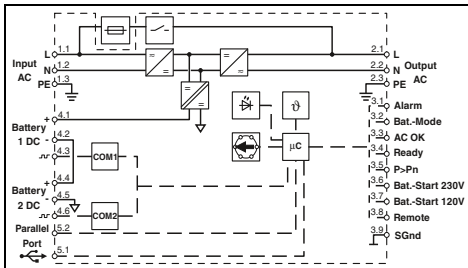 1.1
L
Input
AC
1.2
N
1.3
PE
2.1
L
Output
AC
2.2
N
2.3
PE
4.1
+
Battery
1 DC
4.2
-
4.3
COM1
4.4
+
Battery
2 DC
4.5
-
4.6
COM2
Parallel
5.2
Port
5.1
ϑ
µC
3.1
Alarm
3.2
Bat.-Mode
3.3
AC OK
3.4
Ready
3.5
P>Pn
3.6
Bat.-Start 230V
3.7
Bat.-Start 120V
3.8
Remote
3.9
SGnd